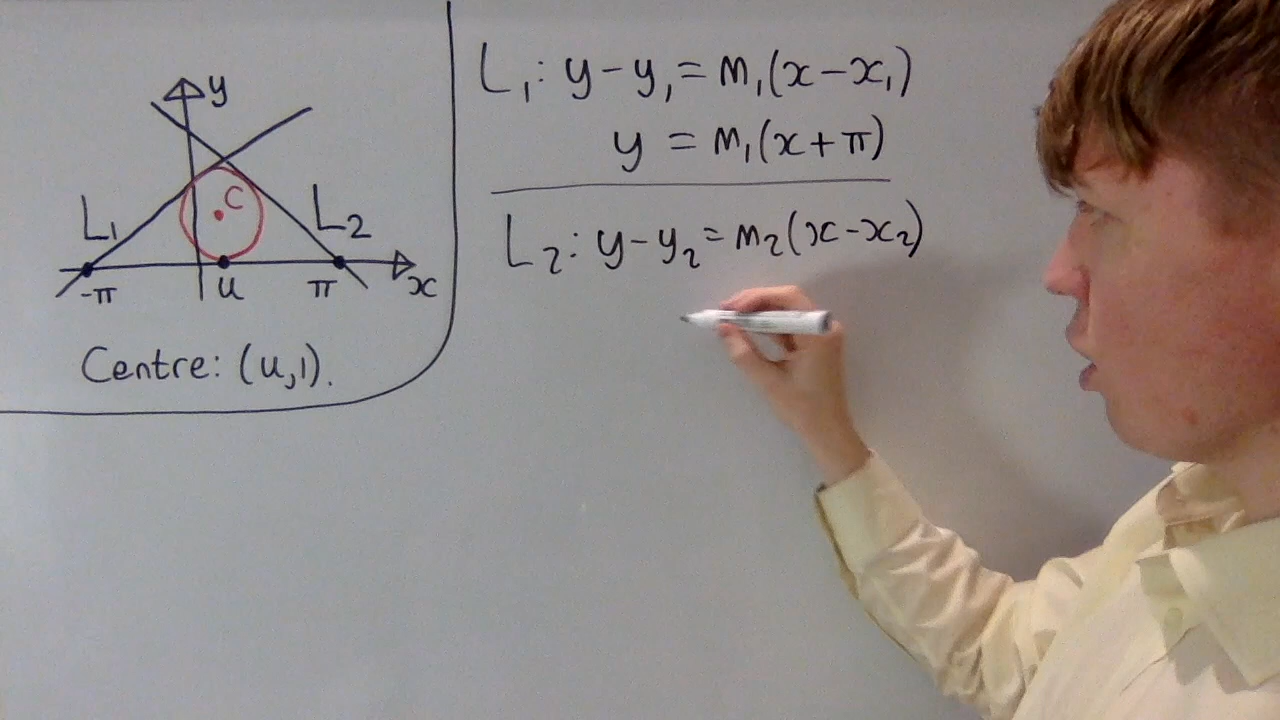 y
L₁
C
L₂
-π
u
π
x
Centre: (u,1).
L₁: y-y₁=m₁(x-x₁)
y = m₁(x+π)
L₂: y-y₂=m₂(x-x₂)